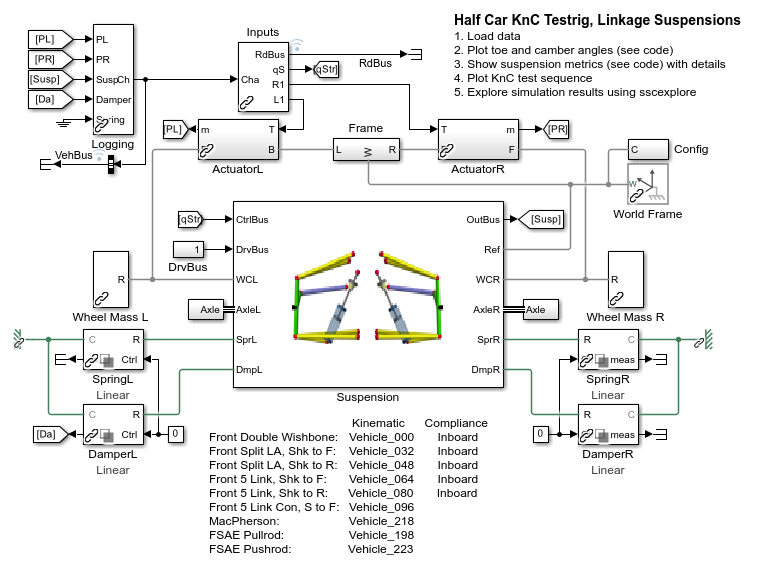 Half Car KnC Testrig, Linkage Suspensions
1. Load data
2. Plot toe and camber angles (see code)
3. Show suspension metrics (see code) with details
4. Plot KnC test sequence
5. Explore simulation results using sscexplore
[PL]
PL
[PR]
PR
[Susp]
SuspCh
[Da]
Damper
Logging
VehBus
Inputs
Cha
RdBus
qS
R1
L1
RdBus
[qStr]
[PL]
m
T
F
B
ActuatorL
Frame
L
R
W
T
m
B
F
ActuatorR
[PR]
C
Config
W
World Frame
[qStr]
CtrlBus
OutBus
[Susp]
1
DrvBus
DrvBus
Ref
R
Wheel Mass L
WCL
WCR
R
Wheel Mass R
Axle
AxleL
AxleR
Axle
SprL
SprR
DmpL
DmpR
Suspension
C
R
Ctrl
SpringL
Linear
C
R
Ctrl
[Da]
0
DamperL
Linear
R
C
meas
SpringR
Linear
R
C
meas
0
DamperR
Linear
Kinematic Compliance
Front Double Wishbone: Vehicle_000 Inboard
Front Split LA, Shk to F: Vehicle_032 Inboard
Front Split LA, Shk to R: Vehicle_048 Inboard
Front 5 Link, Shk to F: Vehicle_064 Inboard
Front 5 Link, Shk to R: Vehicle_080 Inboard
Front 5 Link Con, S to F: Vehicle_096
MacPherson: Vehicle_218
FSAE Pullrod: Vehicle_198
FSAE Pushrod: Vehicle_223